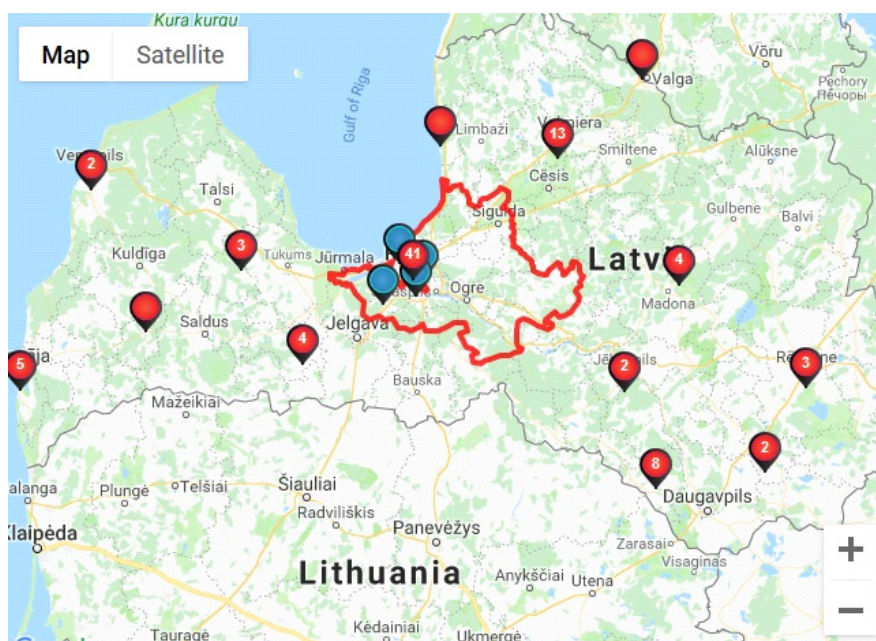 Kura kurgu
Map Satellite
Gulf of Riga
Valga
Võru
Pechory
Печоры
Limbaži
Smiltene
Alūksne
2
13
Cēsis
Talsi
Sigulda
Gulbene
Balvi
Kuldīga
3
Tukums
Jūrmala
41
Ogre
4
Madona
Saldus
4
Jelgava
5
2
3
Bauska
Mažeikiai
2
8
Daugavpils
Plungė
Telšiai
Šiauliai
Radviliškis
Panevėžys
Zarasai
Visaginas
Lithuania
Anykščiai
Utena
Tauragė
Kėdainiai
Ukmergė
+
−